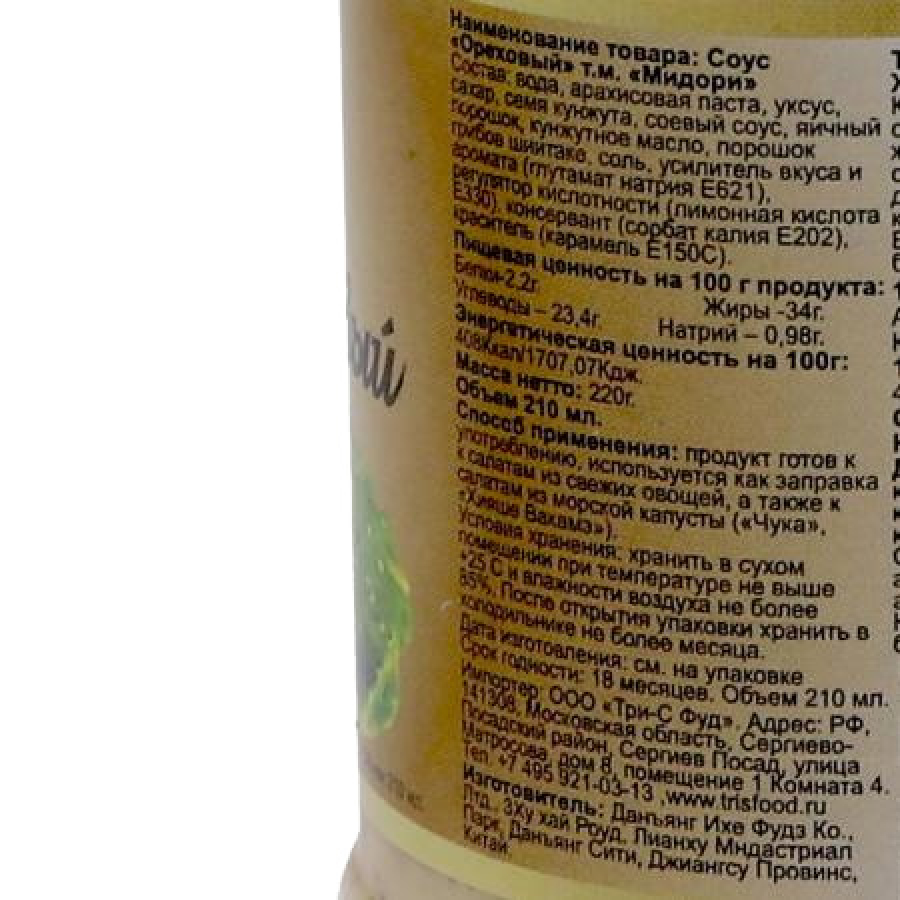 Наименование товара: Соус
«Ореховый» т.м. «Мидори»
Состав: вода, арахисовая паста, уксус,
сахар, семя кунжута, соевый соус, яичный
порошок, кунжутное масло, порошок
грибов шиитаке, соль, усилитель вкуса и
аромата (глутамат натрия Е621),
регулятор кислотности (лимонная кислота
Е330), консервант (сорбат калия Е202),
краситель (карамель Е150С).
Пищевая ценность на 100 г продукта:
Белки-2,2г. Жиры -34г.
Углеводы – 23,4г. Натрий – 0,98г.
Энергетическая ценность на 100г:
408Ккал/1707,07Кдж.
Масса нетто: 220г.
Объем 210 мл.
Способ применения: продукт готов к
употреблению, используется как заправка
к салатам из свежих овощей, а также к
салатам из морской капусты («Чука»,
«Хияше Вакамэ»).
Условия хранения: хранить в сухом
помещении при температуре не выше
+25 С и влажности воздуха не более
85%. После открытия упаковки хранить в
холодильнике не более месяца.
Дата изготовления: см. на упаковке
Срок годности: 18 месяцев. Объем 210 мл.
Импортер: ООО «Три-С Фуд». Адрес: РФ,
141308, Московская область, Сергиево-
Посадский район, Сергиев Посад, улица
Матросова, дом 8, помещение 1 Комната 4.
Тел. +7 495 921-03-13 ,www.trisfood.ru
Изготовитель: Данъянг Ихе Фудз Ко.,
Лтд., Зху хай Роуд. Лианху Мндастриал
Парк, Данъянг Сити, Джиангсу Провинс,
Китай.